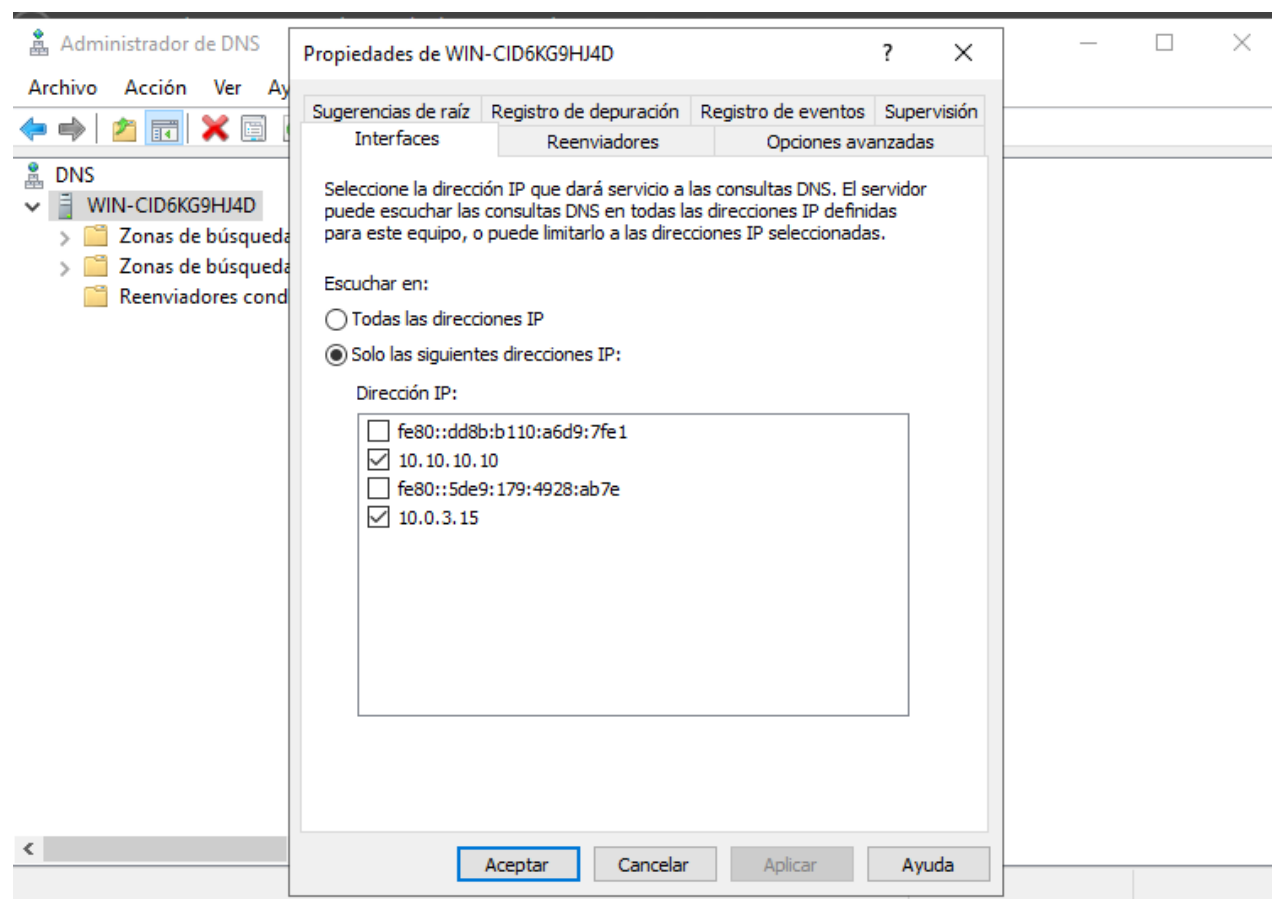 Administrador de DNS
Archivo Acción Ver Ay
DNS
WIN-CID6KG9HJ4D
Zonas de búsqueda
Zonas de búsqueda
Reenviadores cond
Propiedades de WIN-CID6KG9HJ4D ?
Sugerencias de raíz Registro de depuración Registro de eventos Supervisión
Interfaces Reenviadores Opciones avanzadas
Seleccione la dirección IP que dará servicio a las consultas DNS. El servidor
puede escuchar las consultas DNS en todas las direcciones IP definidas
para este equipo, o puede limitarlo a las direcciones IP seleccionadas.
Escuchar en:
Todas las direcciones IP
Solo las siguientes direcciones IP:
Dirección IP:
fe80::dd8b:b110:a6d9:7fe1
10.10.10.10
fe80::5de9:179:4928:ab7e
10.0.3.15
Aceptar Cancelar Aplicar Ayuda